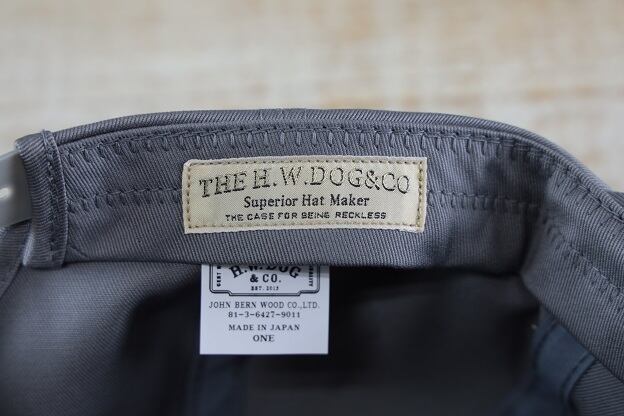 THE H.W.DOG&CO
Superior Hat Maker
THE CASE FOR BEING RECKLESS
H.W.DOG
& CO.
EST. 2013
JOHN BERN WOOD CO.,LTD.
81-3-6427-9011
MADE IN JAPAN
ONE